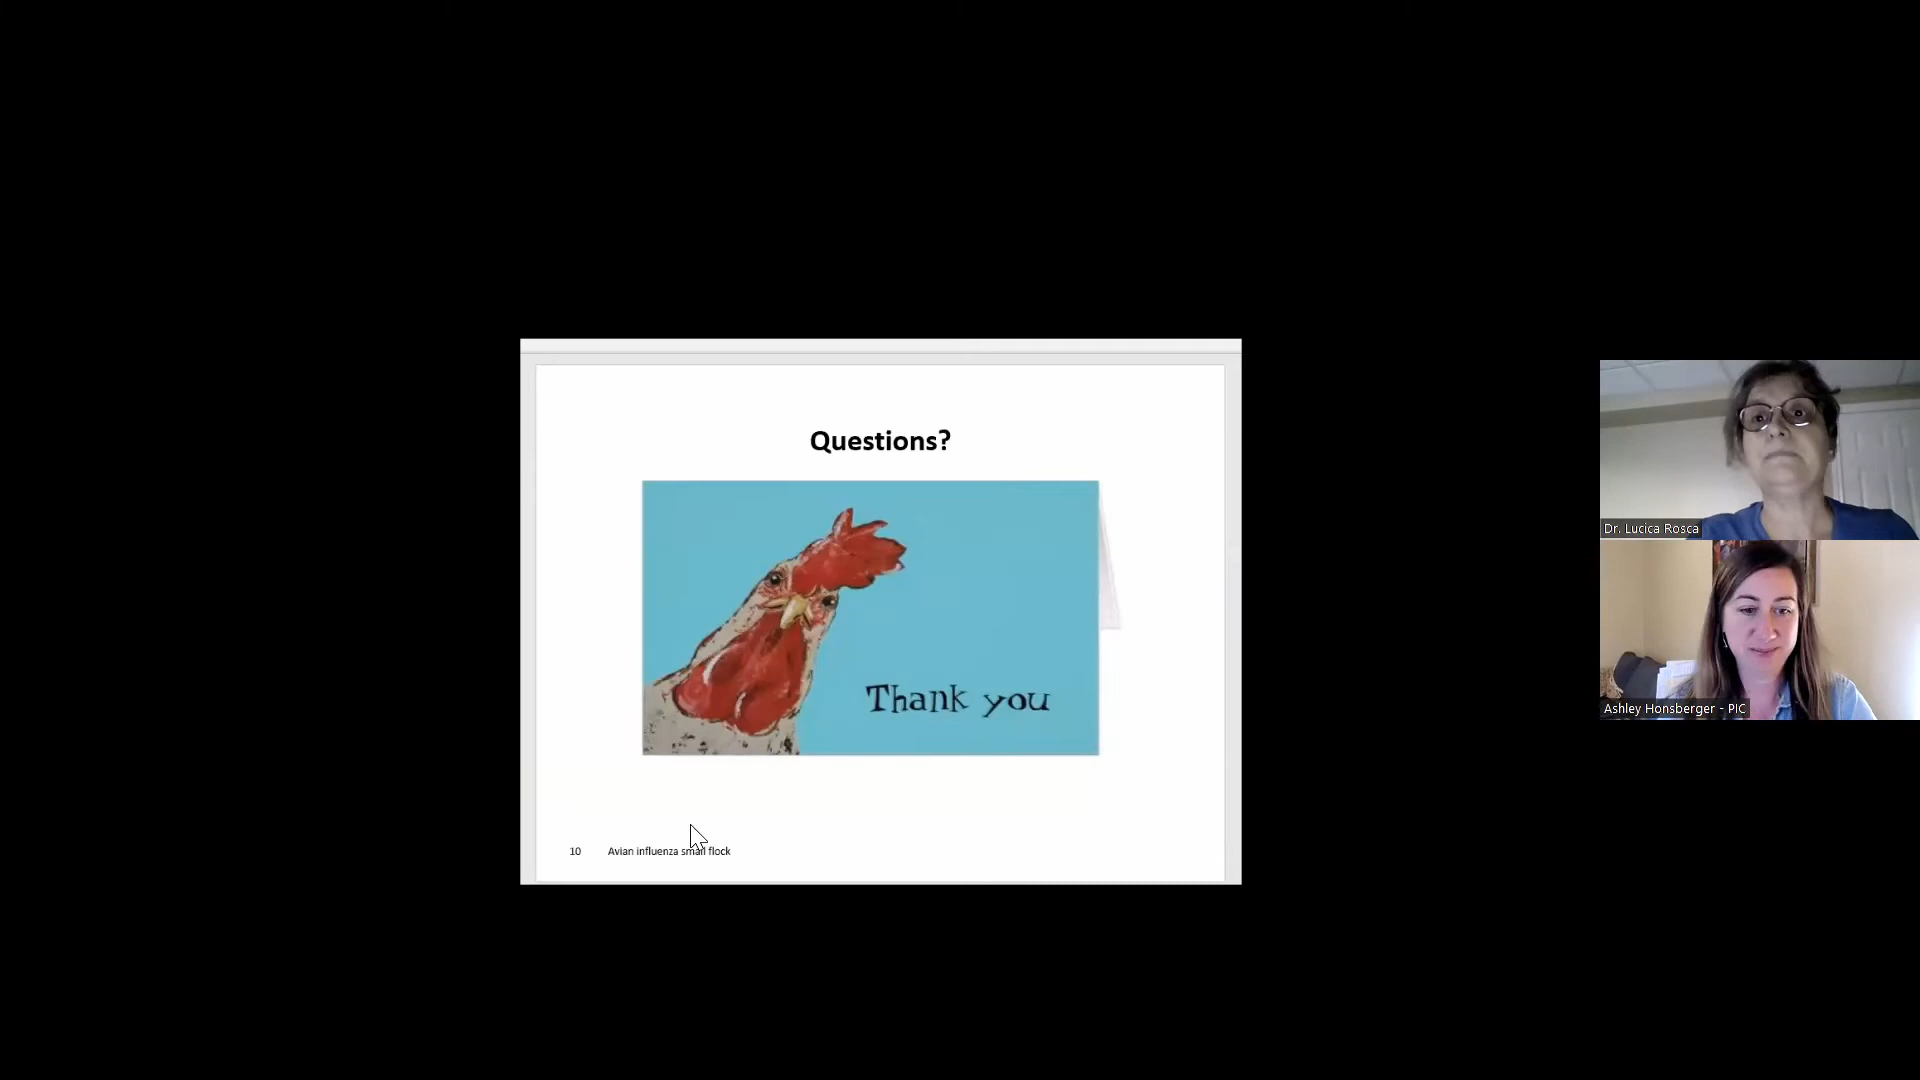 Questions?
Thank you
10 Avian influenza small flock
Dr. Lucica Rosca
Ashley Honsberger - PIC